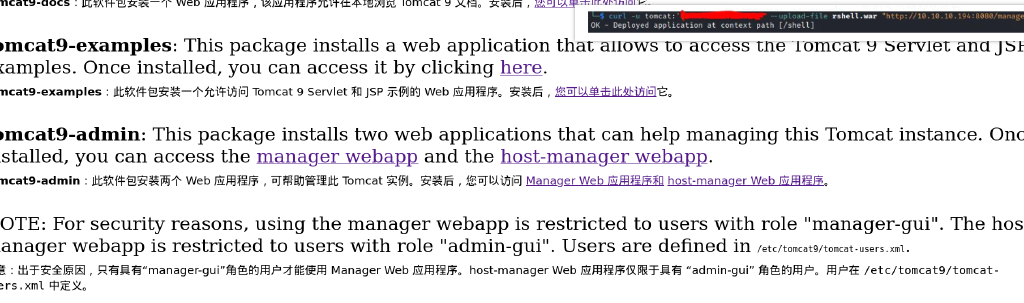 mcat9-docs：此软件包安装一个 Web 应用程序，该应用程序允许在本地浏览 Tomcat 9 文档。安装后，您可以单击此处访问它。
└─$ curl -u tomcat: --upload-file rshell.war "http://10.10.10.194:8080/manage
OK - Deployed application at context path [/shell]
omcat9-examples: This package installs a web application that allows to access the Tomcat 9 Servlet and JSP
xamples. Once installed, you can access it by clicking here.
mcat9-examples：此软件包安装一个允许访问 Tomcat 9 Servlet 和 JSP 示例的 Web 应用程序。安装后，您可以单击此处访问它。
omcat9-admin: This package installs two web applications that can help managing this Tomcat instance. Onc
stalled, you can access the manager webapp and the host-manager webapp.
mcat9-admin：此软件包安装两个 Web 应用程序，可帮助管理此 Tomcat 实例。安装后，您可以访问 Manager Web 应用程序和 host-manager Web 应用程序。
OTE: For security reasons, using the manager webapp is restricted to users with role "manager-gui". The hos
anager webapp is restricted to users with role "admin-gui". Users are defined in /etc/tomcat9/tomcat-users.xml.
意：出于安全原因，只有具有“manager-gui”角色的用户才能使用 Manager Web 应用程序。host-manager Web 应用程序仅限于具有 “admin-gui” 角色的用户。用户在 /etc/tomcat9/tomcat-
ers.xml 中定义。